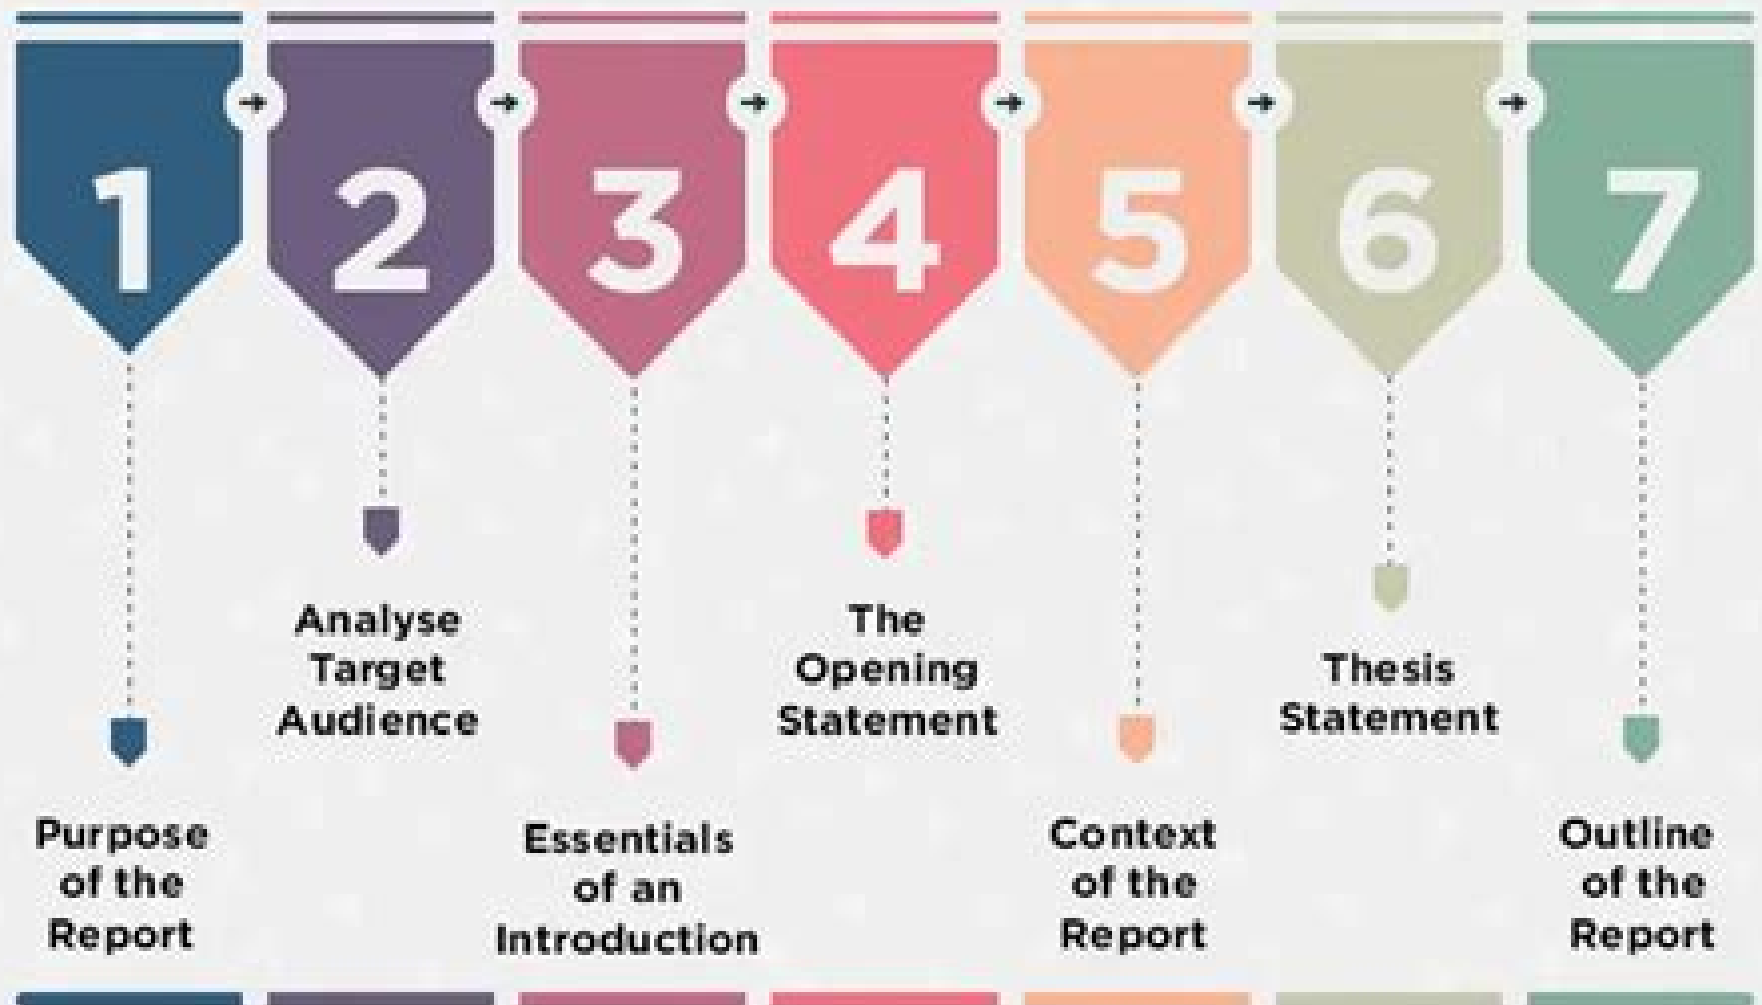 1
2
3
4
5
6
7
Purpose
of the
Report
Analyse
Target
Audience
Essentials
of an
Introduction
The
Opening
Statement
Context
of the
Report
Thesis
Statement
Outline
of the
Report